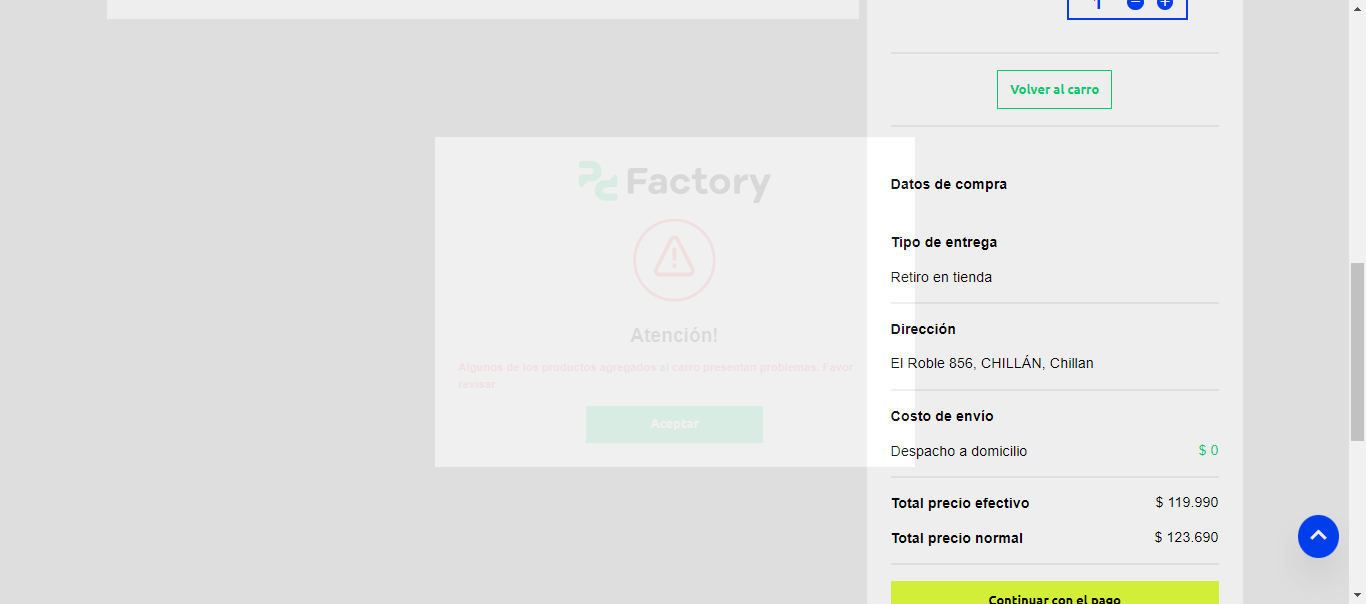 1
Volver al carro
Factory
Atención!
Algunos de los productos agregados al carro presentan problemas. Favor
revisar
Aceptar
Datos de compra
Tipo de entrega
Retiro en tienda
Dirección
El Roble 856, CHILLÁN, Chillan
Costo de envío
Despacho a domicilio $ 0
Total precio efectivo $ 119.990
Total precio normal $ 123.690
Continuar con el pago